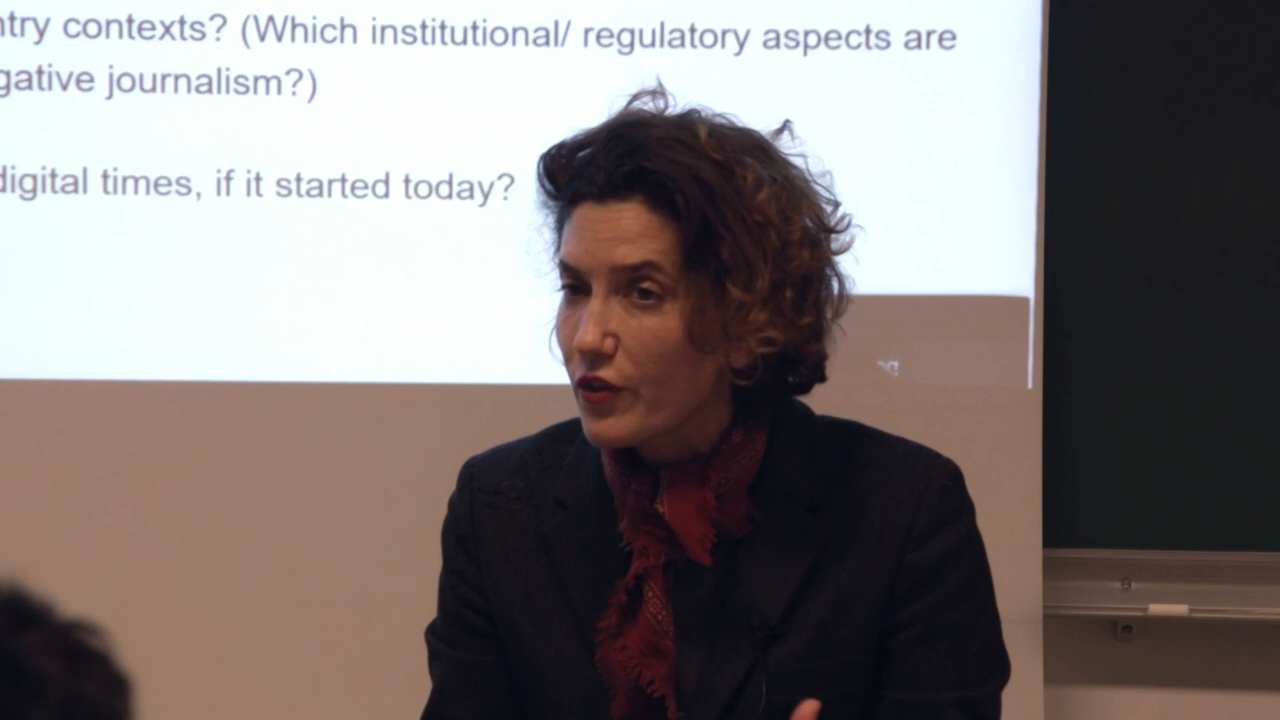 ntry contexts? (Which institutional/ regulatory aspects are
gative journalism?)
digital times, if it started today?